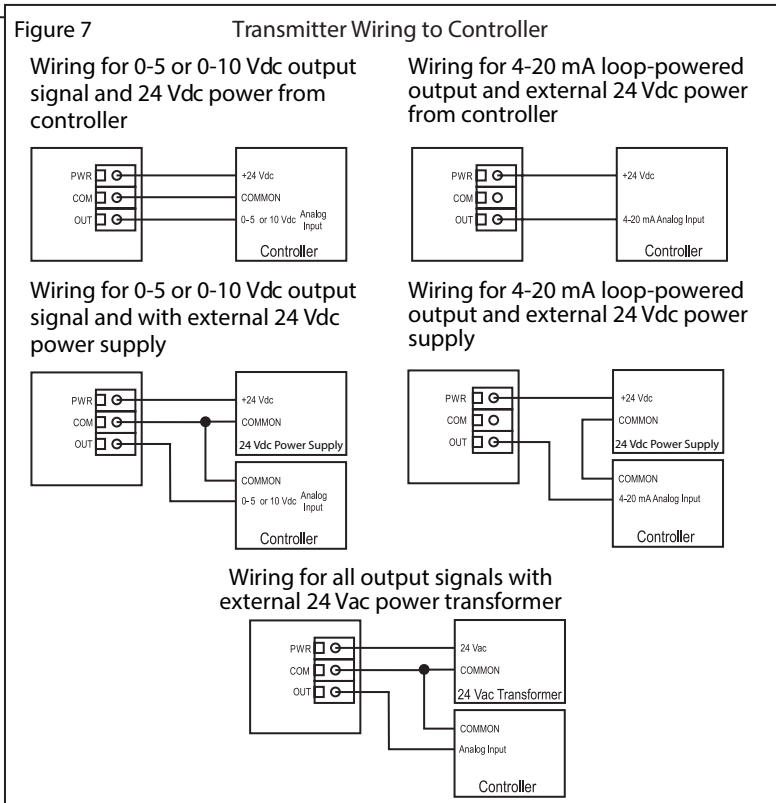 Figure 7
Transmitter Wiring to Controller
Wiring for 0-5 or 0-10 Vdc output
signal and 24 Vdc power from
controller
PWR
COM
OUT
+24 Vdc
COMMON
0-5 or 10 Vdc Analog
Input
Controller
Wiring for 4-20 mA loop-powered
output and external 24 Vdc power
from controller
PWR
COM
OUT
+24 Vdc
4-20 mA Analog Input
Controller
Wiring for 0-5 or 0-10 Vdc output
signal and with external 24 Vdc
power supply
PWR
COM
OUT
+24 Vdc
COMMON
24 Vdc Power Supply
COMMON
0-5 or 10 Vdc Analog
Input
Controller
Wiring for 4-20 mA loop-powered
output and external 24 Vdc power
supply
PWR
COM
OUT
+24 Vdc
COMMON
24 Vdc Power Supply
COMMON
4-20 mA Analog Input
Controller
Wiring for all output signals with
external 24 Vac power transformer
PWR
COM
OUT
24 Vac
COMMON
24 Vac Transformer
COMMON
Analog Input
Controller